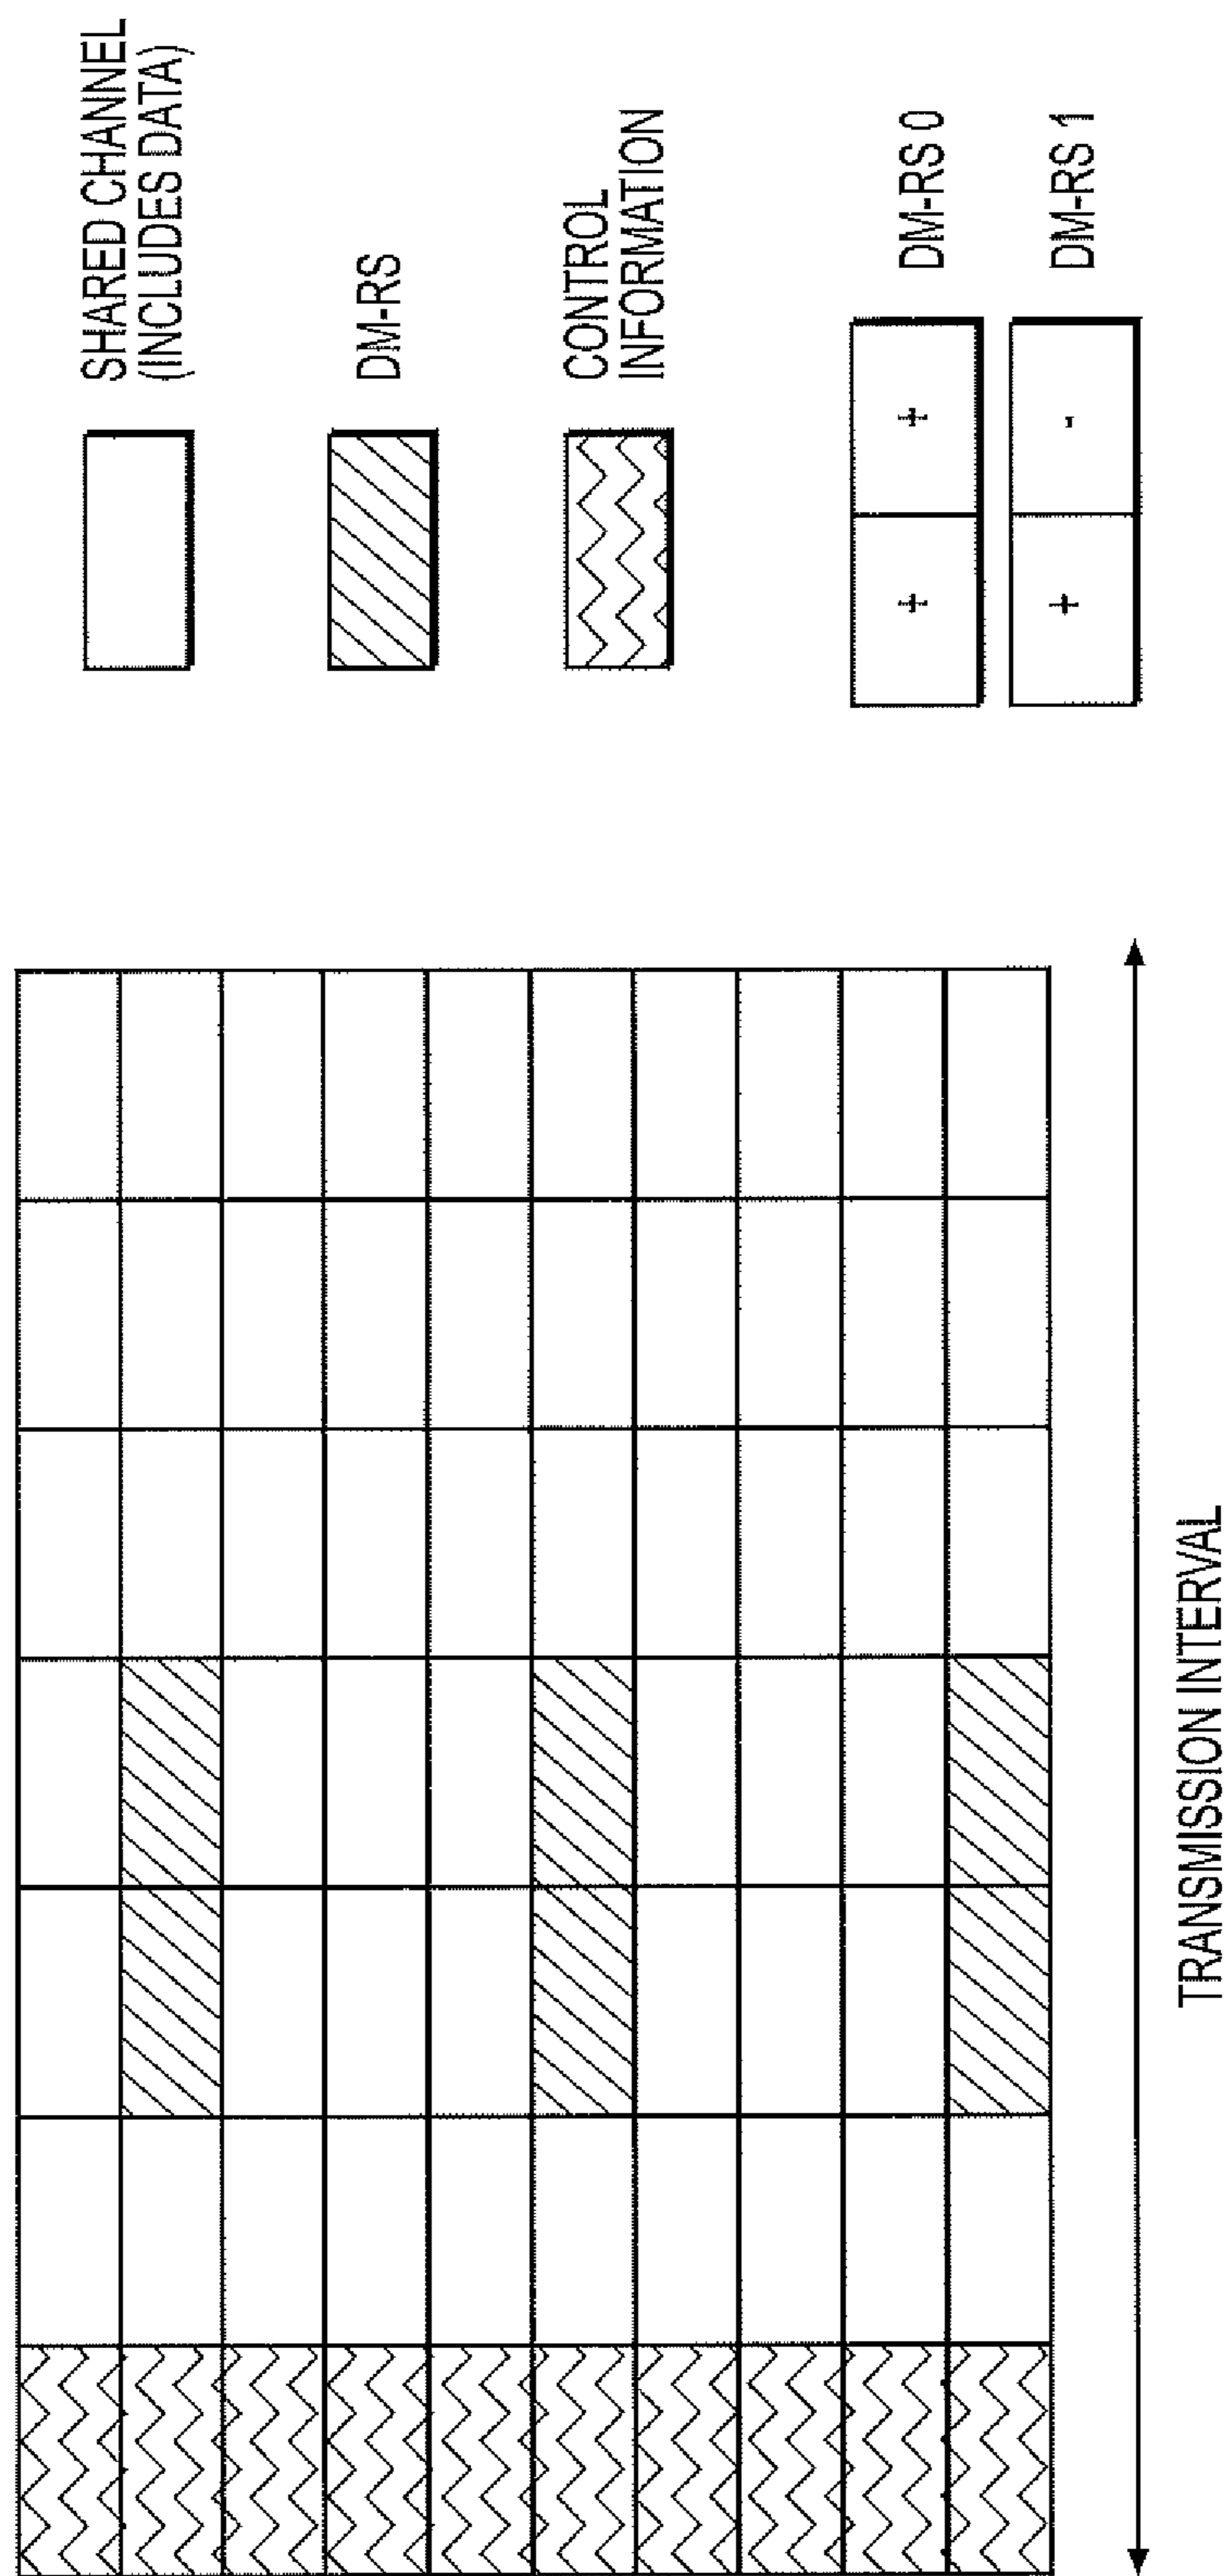 SHARED CHANNEL
(INCLUDES DATA)
DM-RS
CONTROL
INFORMATION
+ + DM-RS 0
+ - DM-RS 1
TRANSMISSION INTERVAL